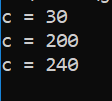 c = 30
c = 200
c = 240